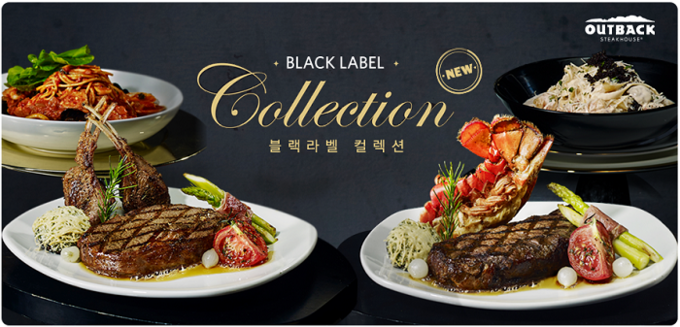 OUTBACK
STEAKHOUSE®
BLACK LABEL
Collection
NEW
블랙라벨 컬렉션